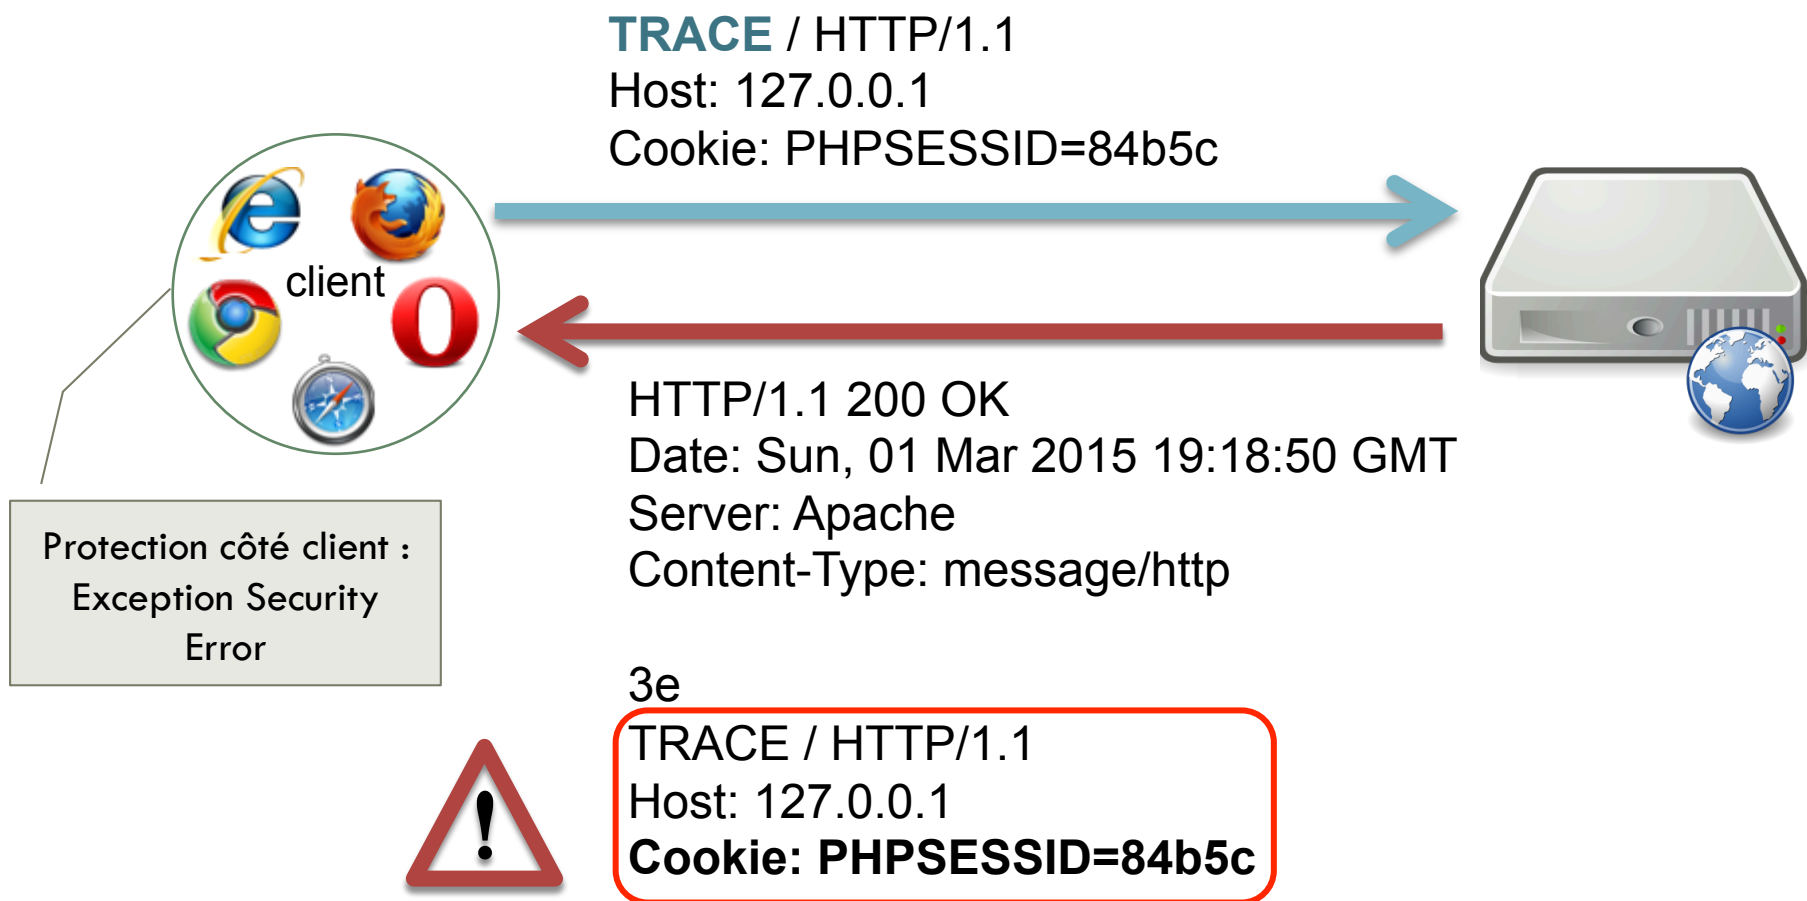 TRACE / HTTP/1.1
Host: 127.0.0.1
Cookie: PHPSESSID=84b5c
client
HTTP/1.1 200 OK
Date: Sun, 01 Mar 2015 19:18:50 GMT
Server: Apache
Content-Type: message/http
Protection côté client :
Exception Security
Error
3e
TRACE / HTTP/1.1
Host: 127.0.0.1
Cookie: PHPSESSID=84b5c
!